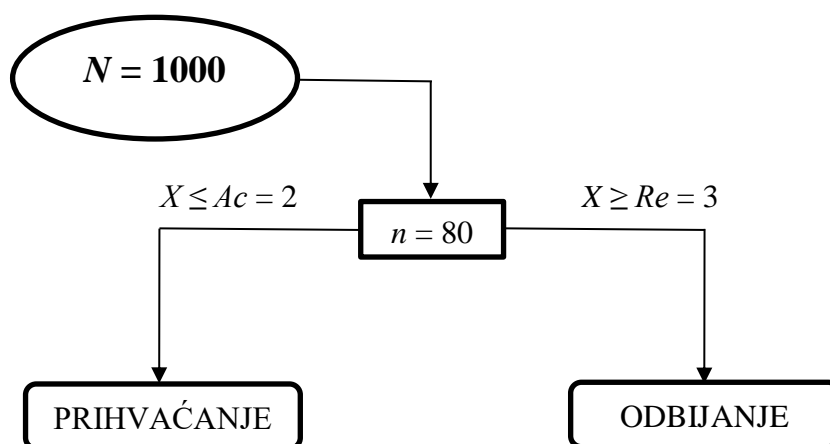 N = 1000
X ≤ Ac = 2
X ≥ Re = 3
n = 80
PRIHVAĆANJE
ODBIJANJE